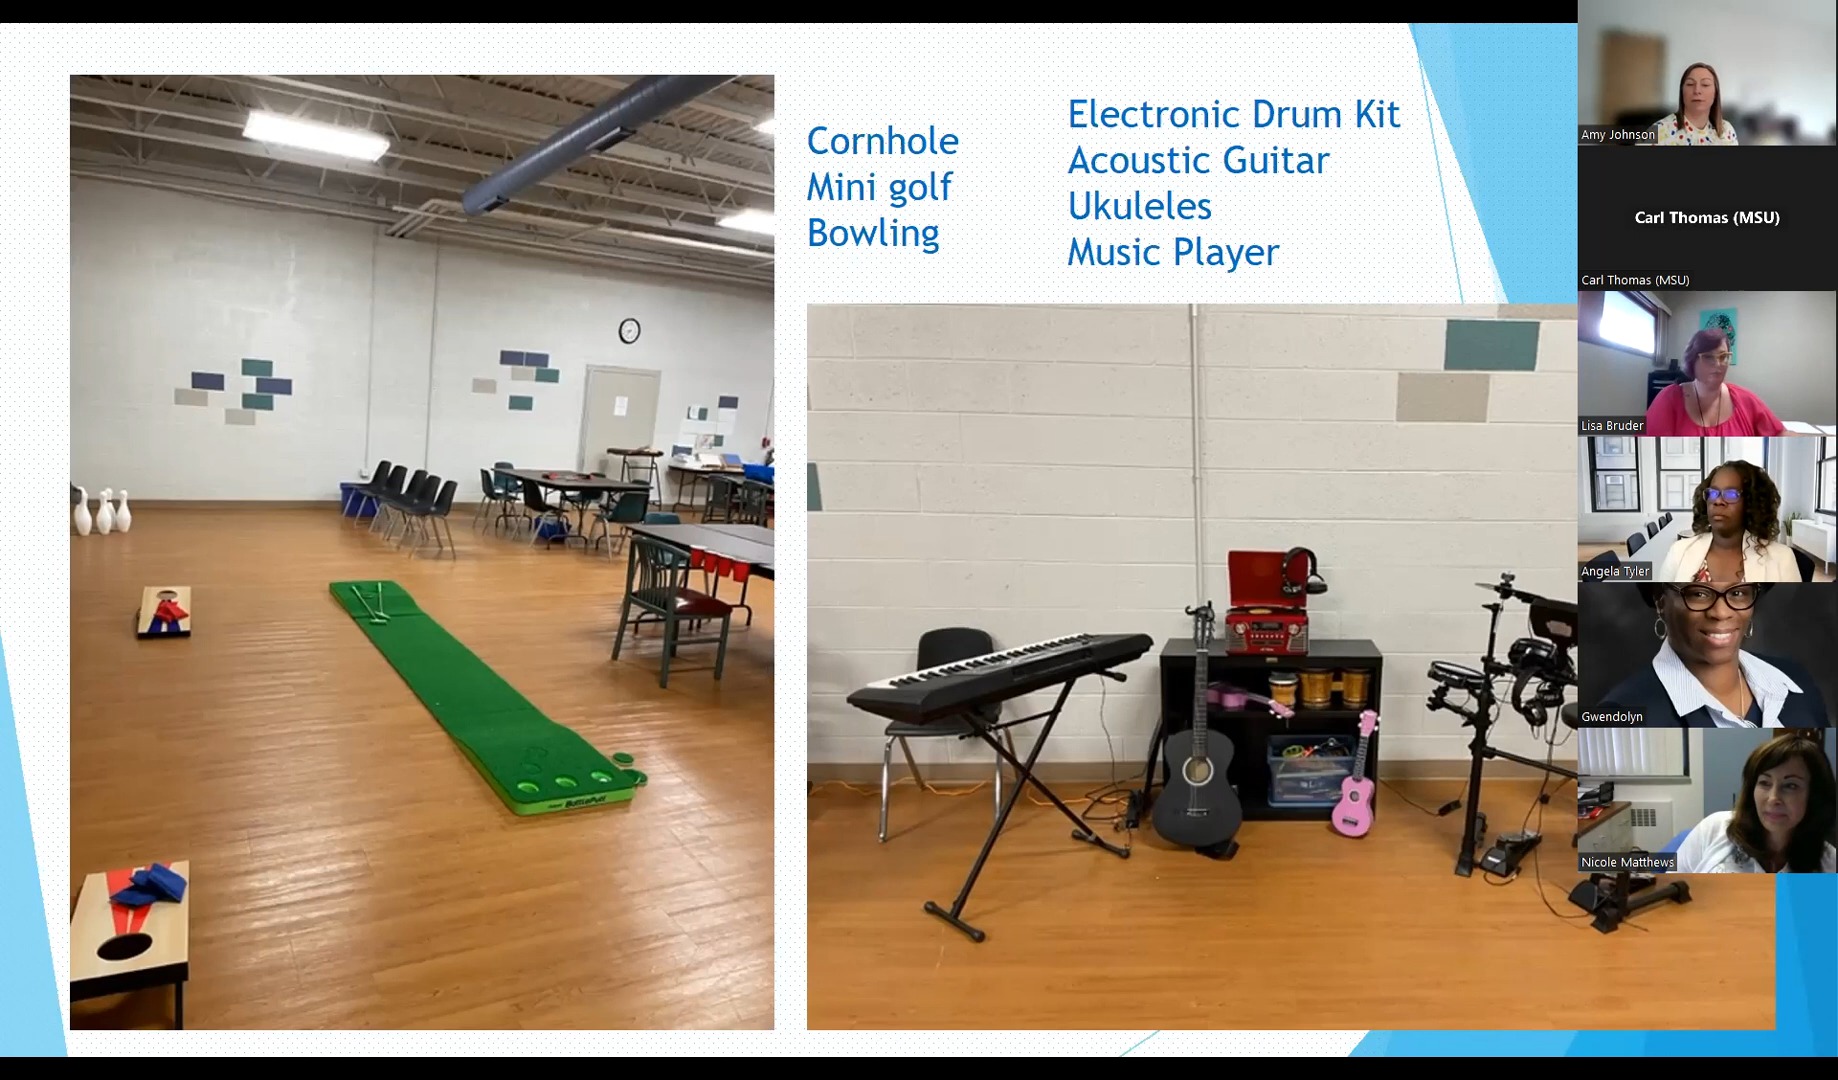 Cornhole
Mini golf
Bowling
Electronic Drum Kit
Acoustic Guitar
Ukuleles
Music Player
BottlePutt
Amy Johnson
Carl Thomas (MSU)
Carl Thomas (MSU)
Lisa Bruder
Angela Tyler
Gwendolyn
Nicole Matthews